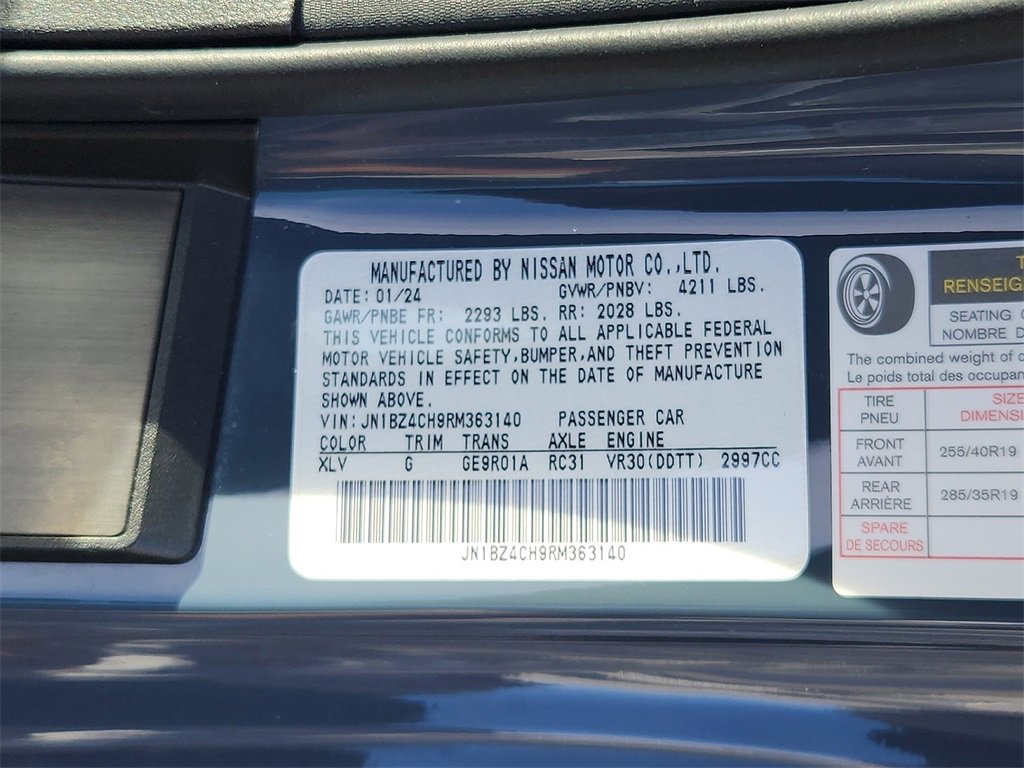 MANUFACTURED BY NISSAN MOTOR CO.,LTD.
DATE: 01/24 GVWR/PNBV: 4211 LBS.
GAWR/PNBE FR: 2293 LBS. RR: 2028 LBS.
THIS VEHICLE CONFORMS TO ALL APPLICABLE FEDERAL
MOTOR VEHICLE SAFETY,BUMPER,AND THEFT PREVENTION
STANDARDS IN EFFECT ON THE DATE OF MANUFACTURE
SHOWN ABOVE.
VIN: JN1BZ4CH9RM363140 PASSENGER CAR
COLOR TRIM TRANS AXLE ENGINE
XLV G GE9R01A RC31 VR30(DDTT) 2997CC
JN1BZ4CH9RM363140
T
RENSEIG
SEATING
NOMBRE D
The combined weight of
Le poids total des occupan
TIRE SIZE
PNEU DIMENSI
FRONT
AVANT 255/40R19
REAR
ARRIÈRE 285/35R19
SPARE
DE SECOURS